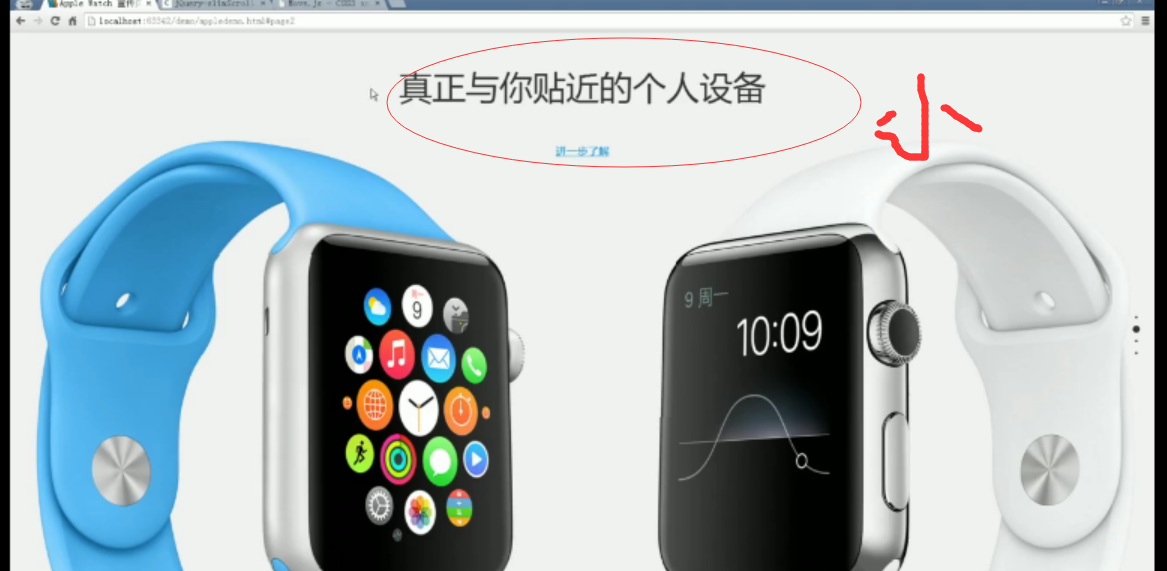 Apple Watch 宣传
jQuery-slimScroll
Move.js - CSS3
localhost:63342/demo/appledemo.html#page2
真正与你贴近的个人设备
小
进一步了解
9
9 周一
10:09